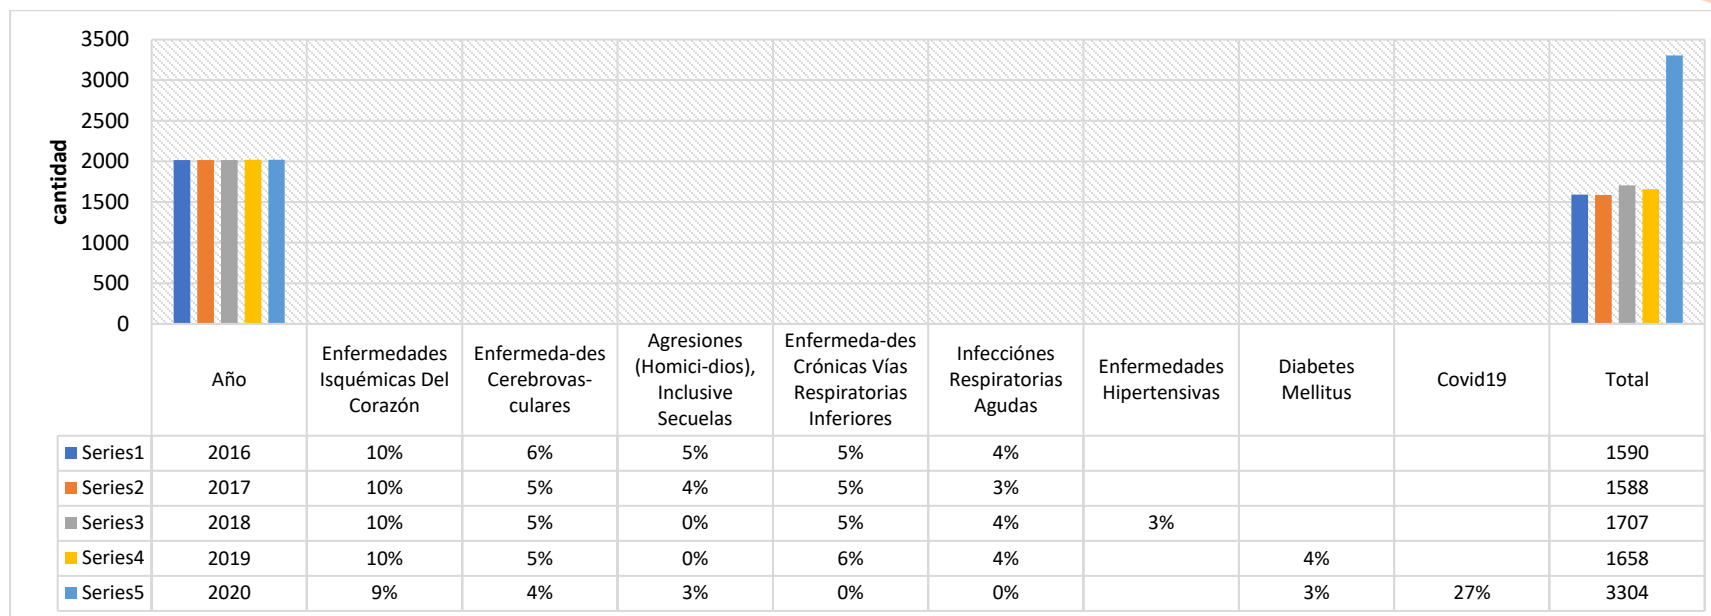 3500
3000
2500
2000
1500
1000
500
0
cantidad
Año
Enfermedades
Isquémicas Del
Corazón
Enfermeda-des
Cerebrovas-
culares
Agresiones
(Homici-dios),
Inclusive
Secuelas
Enfermeda-des
Crónicas Vías
Respiratorias
Inferiores
Infecciónes
Respiratorias
Agudas
Enfermedades
Hipertensivas
Diabetes
Mellitus
Covid19
Total
Series1 2016 10% 6% 5% 5% 4% 1590
Series2 2017 10% 5% 4% 5% 3% 1588
Series3 2018 10% 5% 0% 5% 4% 3% 1707
Series4 2019 10% 5% 0% 6% 4% 4% 1658
Series5 2020 9% 4% 3% 0% 0% 3% 27% 3304